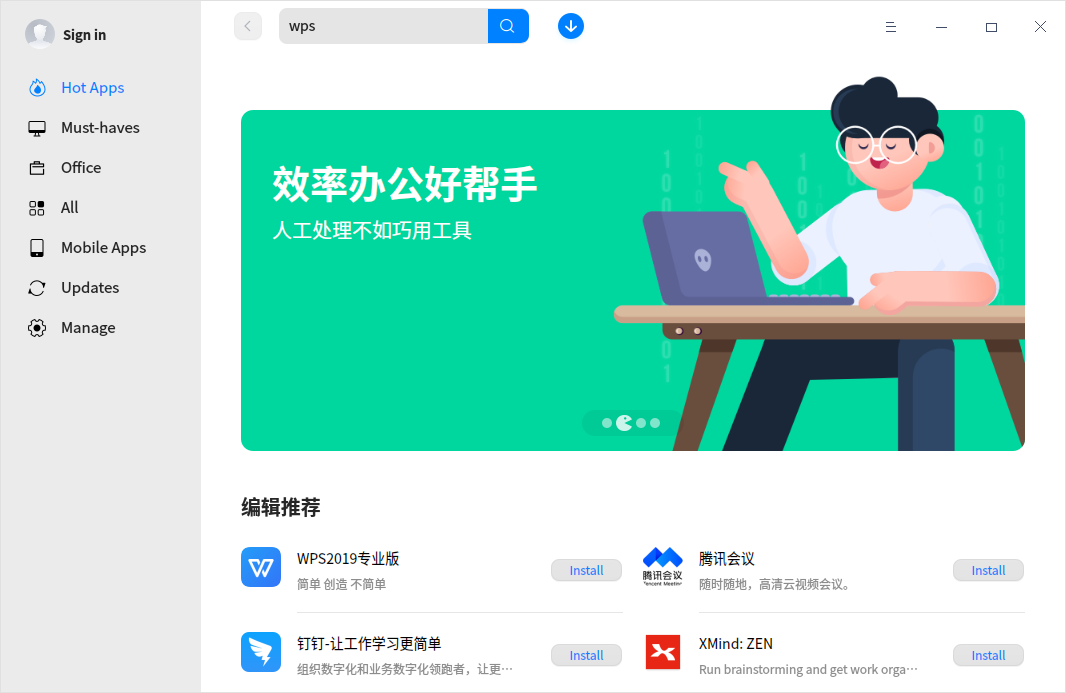 Sign in
wps
Hot Apps
Must-haves
Office
All
Mobile Apps
Updates
Manage
效率办公好帮手
人工处理不如巧用工具
编辑推荐
WPS2019专业版
简单 创造 不简单
Install
腾讯会议
Tencent Meeting
腾讯会议
随时随地，高清云视频会议。
Install
钉钉-让工作学习更简单
组织数字化和业务数字化领跑者，让更···
Install
XMind: ZEN
Run brainstorming and get work orga···
Install